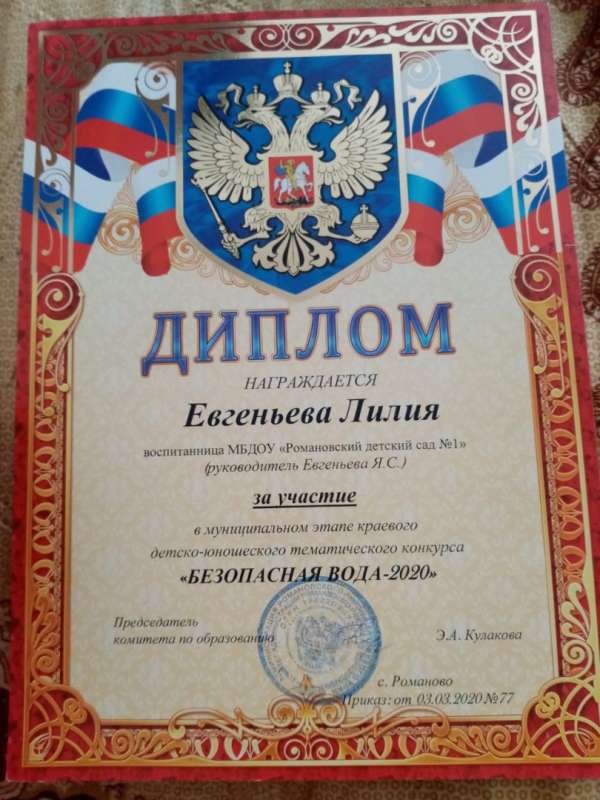 ДИПЛОМ
НАГРАЖДАЕТСЯ
Евгеньева Лилия
воспитанница МБДОУ «Романовский детский сад №1»
(руководитель Евгеньева Я.С.)
за участие
в муниципальном этапе краевого
детско-юношеского тематического конкурса
«БЕЗОПАСНАЯ ВОДА-2020»
Председатель
комитета по образованию Э.А. Кулакова
с. Романово
Приказ: от 03.03.2020 №77